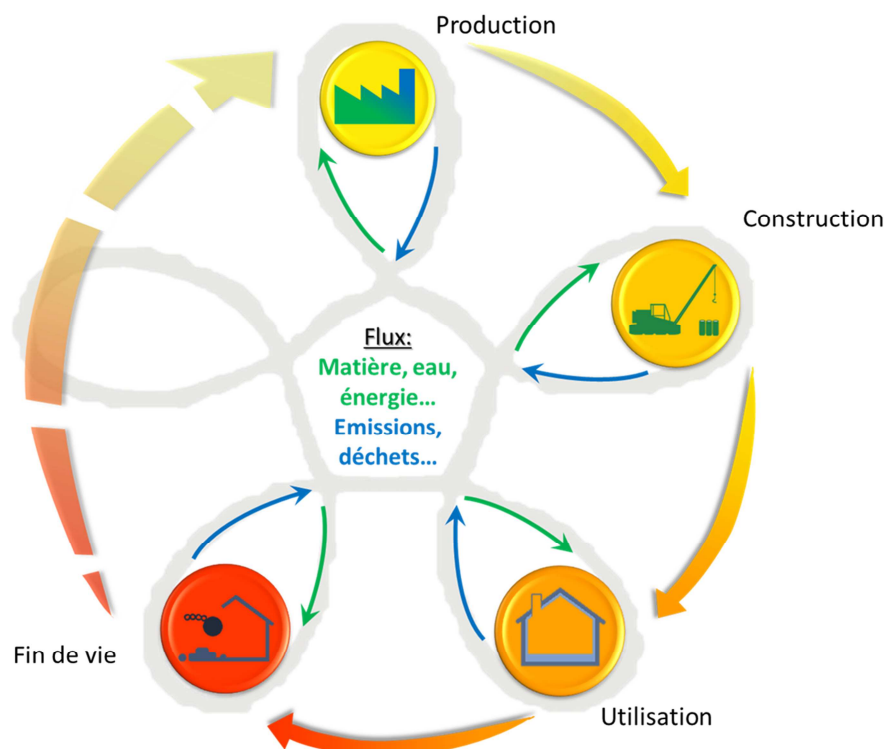 Production
Construction
Flux:
Matière, eau,
énergie...
Emissions,
déchets...
Fin de vie
Utilisation